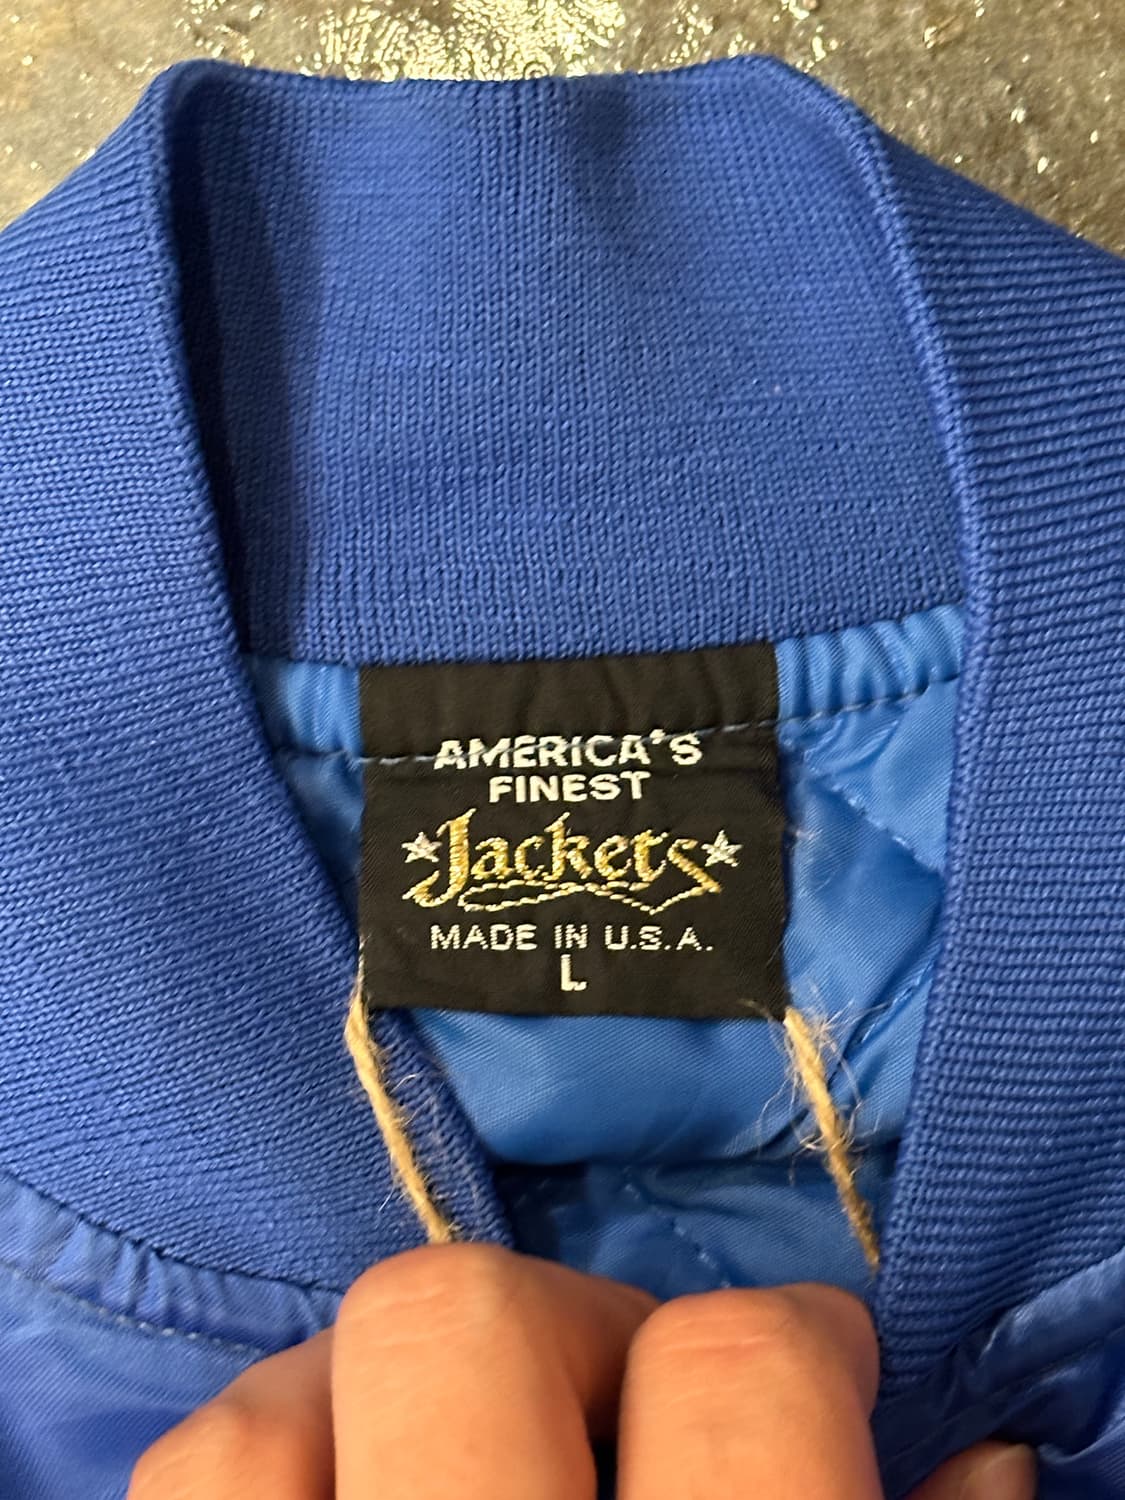 AMERICA'S
FINEST
Jackets
MADE IN U.S.A.
L